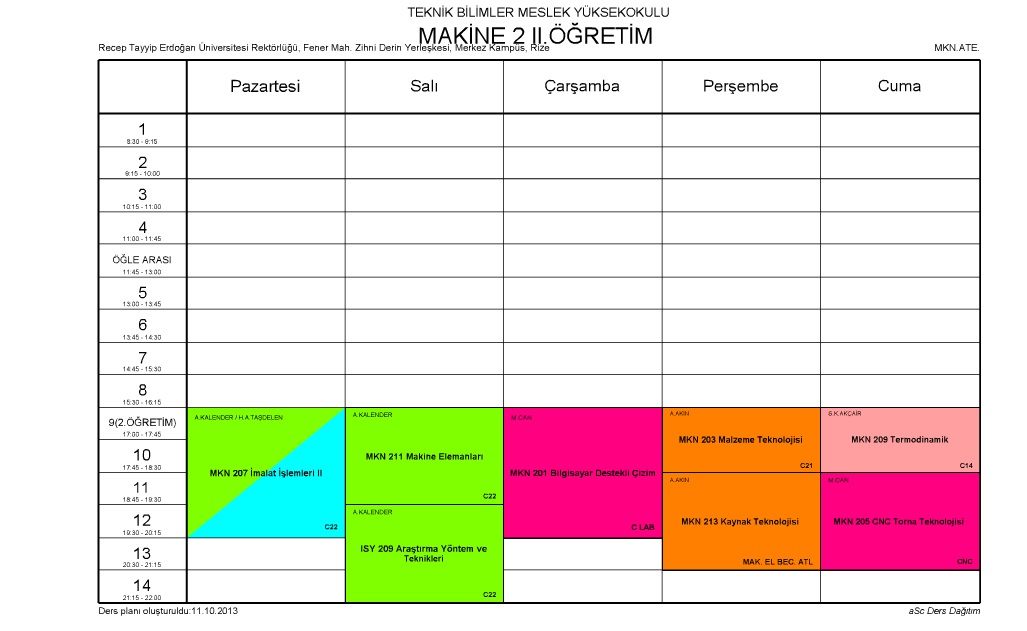 TEKNİK BİLİMLER MESLEK YÜKSEKOKULU
MAKİNE 2 II.ÖĞRETİM
Recep Tayyip Erdoğan Üniversitesi Rektörlüğü, Fener Mah. Zihni Derin Yerleşkesi, Merkez Kampüs, Rize
MKN.ATE.
Pazartesi
Salı
Çarşamba
Perşembe
Cuma
1
8:30 - 9:15
2
9:15 - 10:00
3
10:15 - 11:00
4
11:00 - 11:45
ÖĞLE ARASI
11:45 - 13:00
5
13:00 - 13:45
6
13:45 - 14:30
7
14:45 - 15:30
8
15:30 - 16:15
9(2.ÖĞRETİM)
17:00 - 17:45
10
17:45 - 18:30
11
18:45 - 19:30
12
19:30 - 20:15
13
20:30 - 21:15
14
21:15 - 22:00
A.KALENDER / H.A.TAŞDELEN
MKN 207 İmalat İşlemleri II
C22
A.KALENDER
MKN 211 Makine Elemanları
C22
A.KALENDER
ISY 209 Araştırma Yöntem ve
Teknikleri
C22
M.CAN
MKN 201 Bilgisayar Destekli Çizim
C LAB
A.AKIN
MKN 203 Malzeme Teknolojisi
C21
A.AKIN
MKN 213 Kaynak Teknolojisi
MAK. EL BEC. ATL
S.K.AKÇAİR
MKN 209 Termodinamik
C14
M.CAN
MKN 205 CNC Torna Teknolojisi
CNC
Ders planı oluşturuldu:11.10.2013
aSc Ders Dağıtım